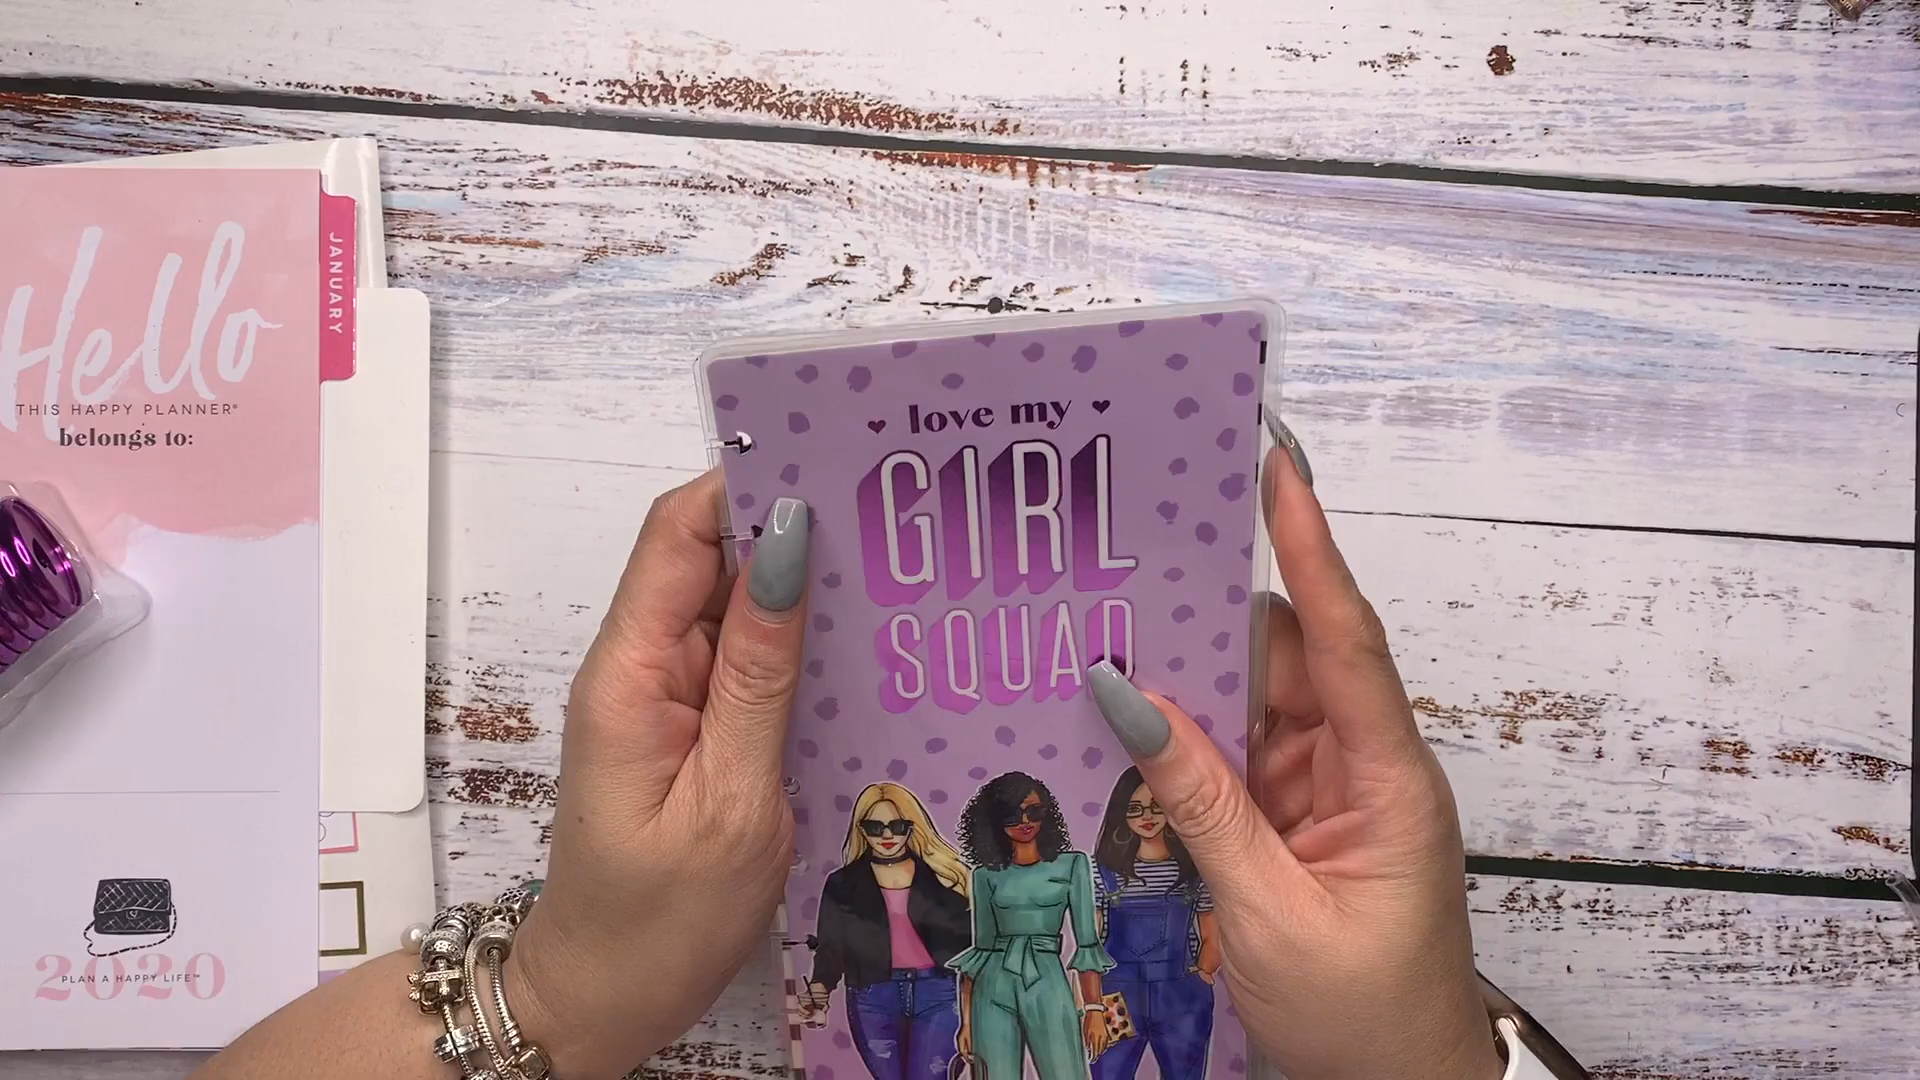 Hello
THIS HAPPY PLANNER®
belongs to:
JANUARY
2020
PLAN A HAPPY LIFE™
love my
GIRL
SQUAD